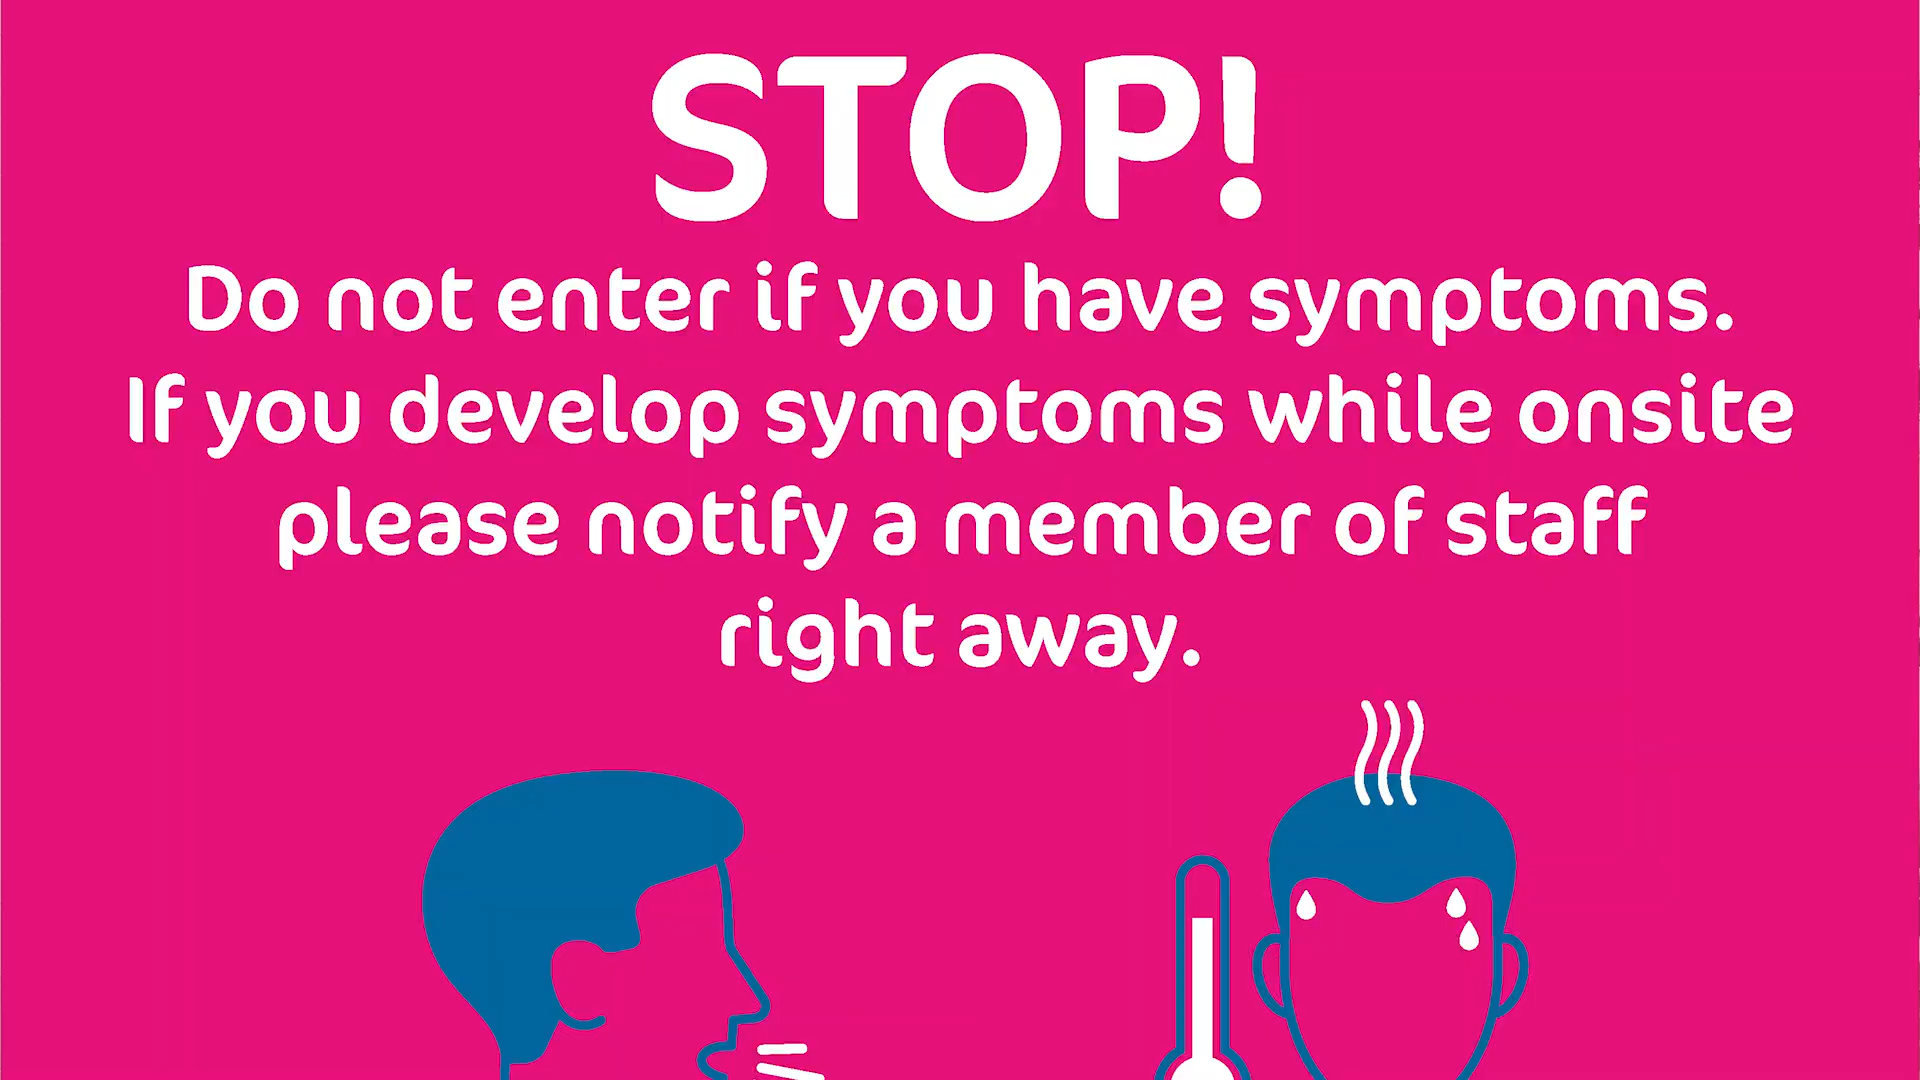 STOP!
Do not enter if you have symptoms.
If you develop symptoms while onsite
please notify a member of staff
right away.